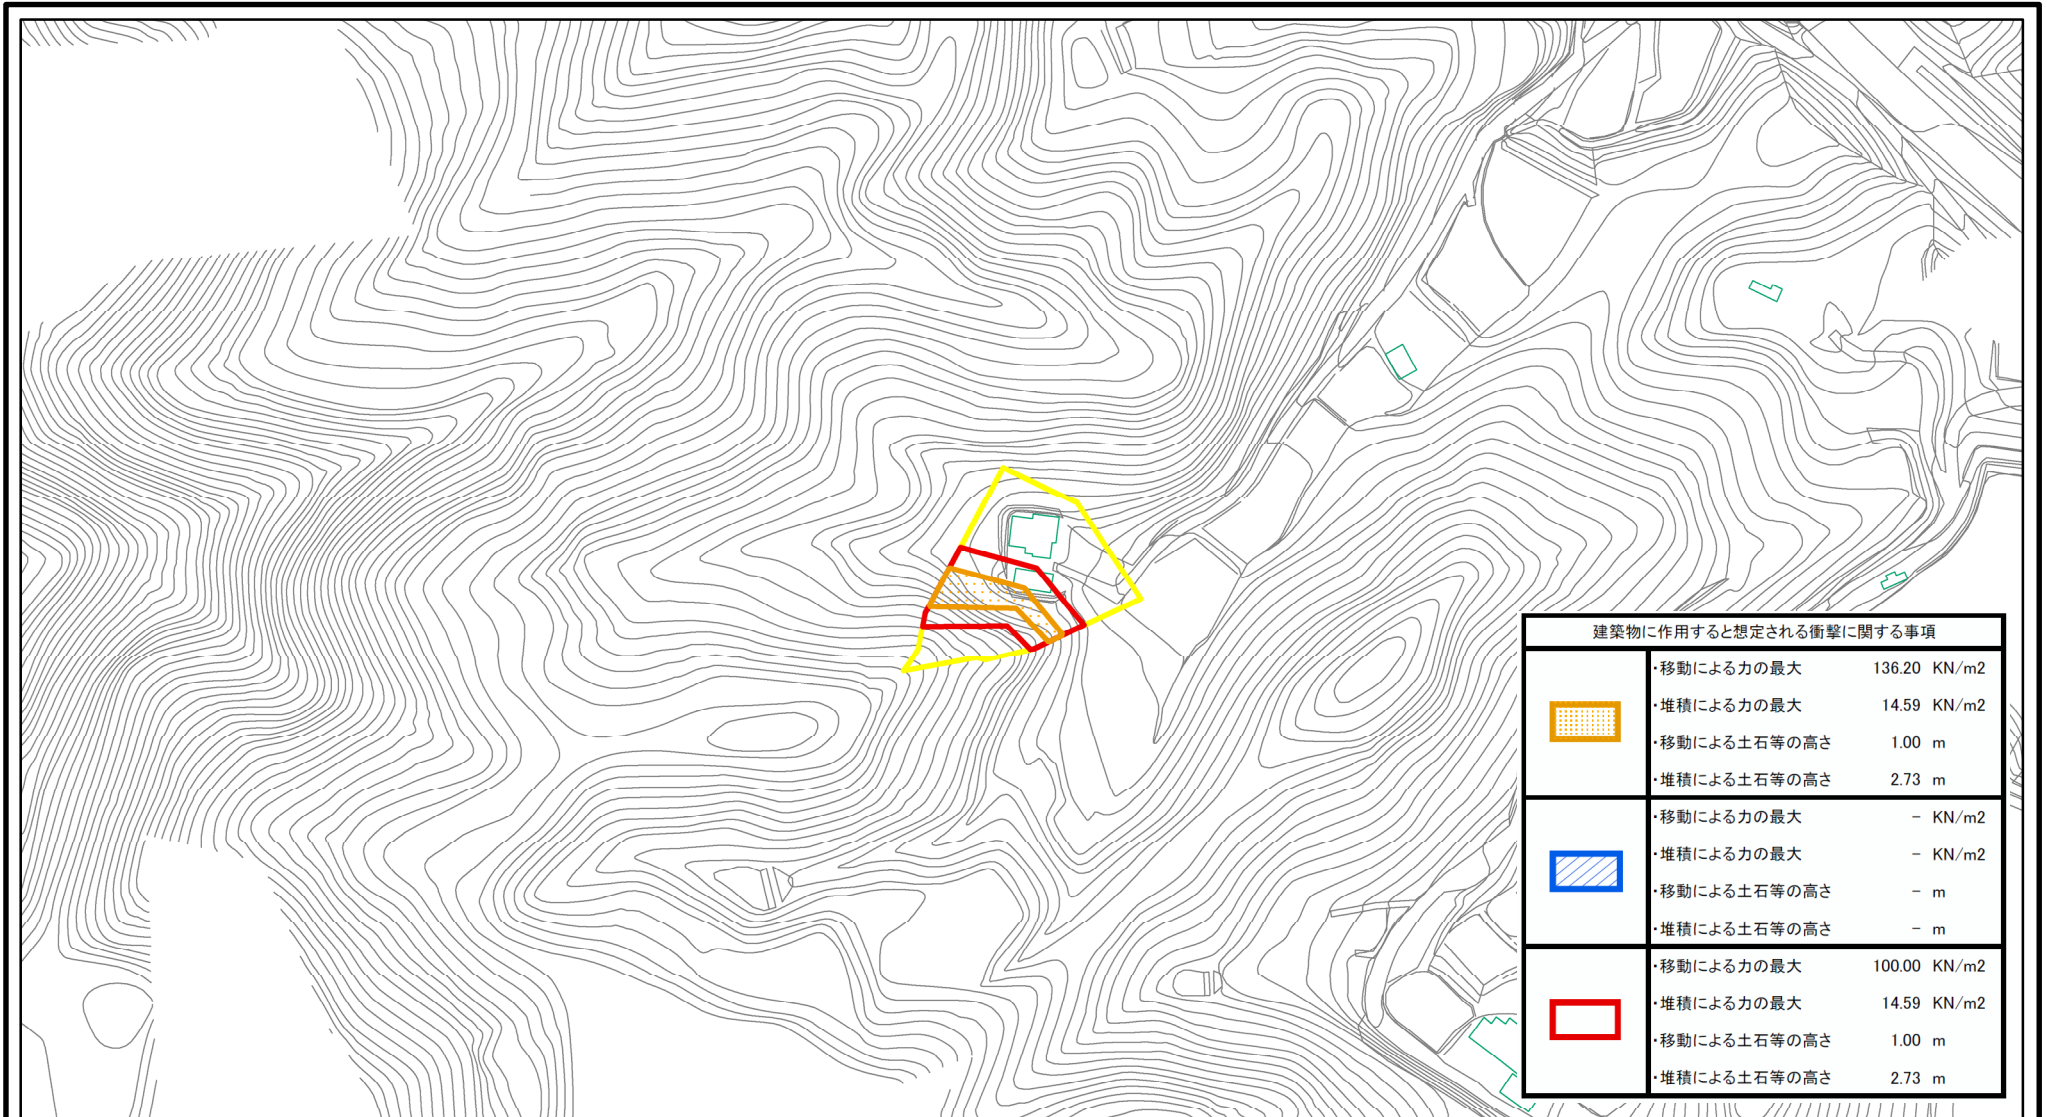 建築物に作用すると想定される衝撃に関する事項
・移動による力の最大 136.20 KN/m2
・堆積による力の最大 14.59 KN/m2
・移動による土石等の高さ 1.00 m
・堆積による土石等の高さ 2.73 m
・移動による力の最大 － KN/m2
・堆積による力の最大 － KN/m2
・移動による土石等の高さ － m
・堆積による土石等の高さ － m
・移動による力の最大 100.00 KN/m2
・堆積による力の最大 14.59 KN/m2
・移動による土石等の高さ 1.00 m
・堆積による土石等の高さ 2.73 m